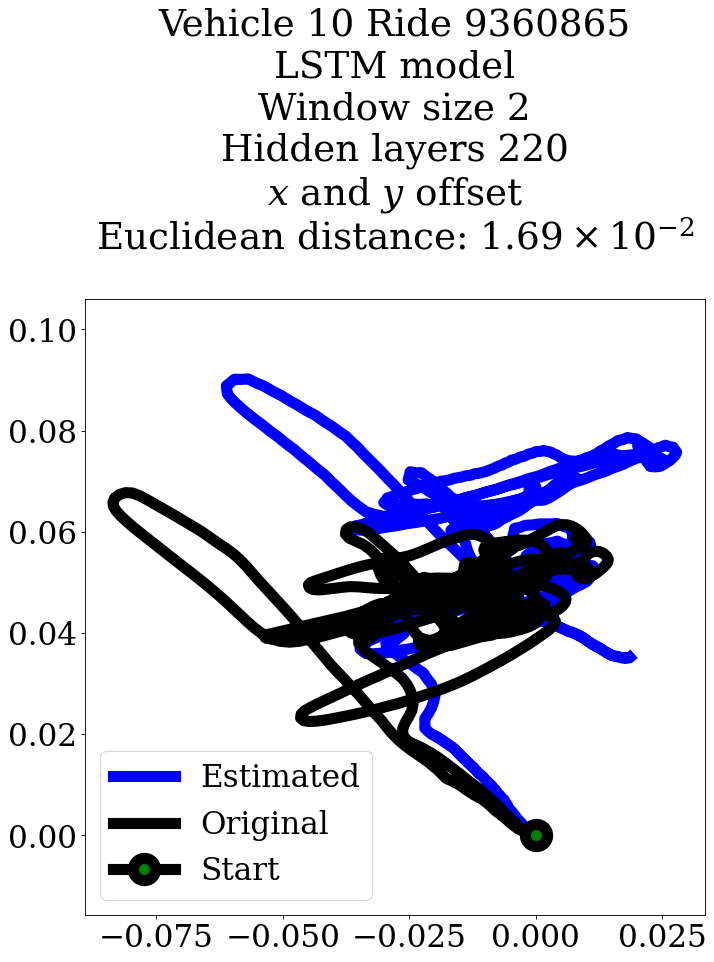 Vehicle 10 Ride 9360865
LSTM model
Window size 2
Hidden layers 220
x and y offset
Euclidean distance: 1.69 × 10⁻²
0.10
0.08
0.06
0.04
0.02
0.00
Estimated
Original
Start
−0.075 −0.050 −0.025 0.000 0.025